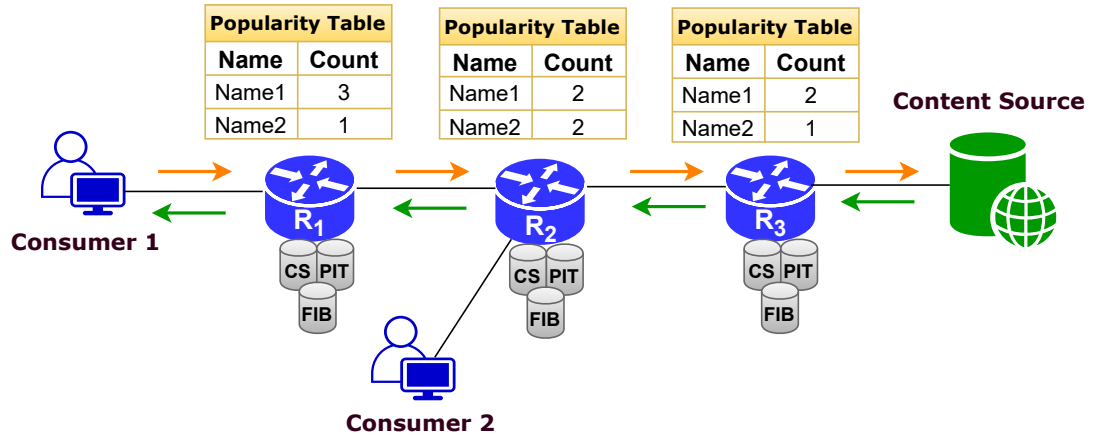 Popularity Table
Name Count
Name1 3
Name2 1
Popularity Table
Name Count
Name1 2
Name2 2
Popularity Table
Name Count
Name1 2
Name2 1
Content Source
Consumer 1
R1
CS PIT
FIB
R2
CS PIT
FIB
R3
CS PIT
FIB
Consumer 2